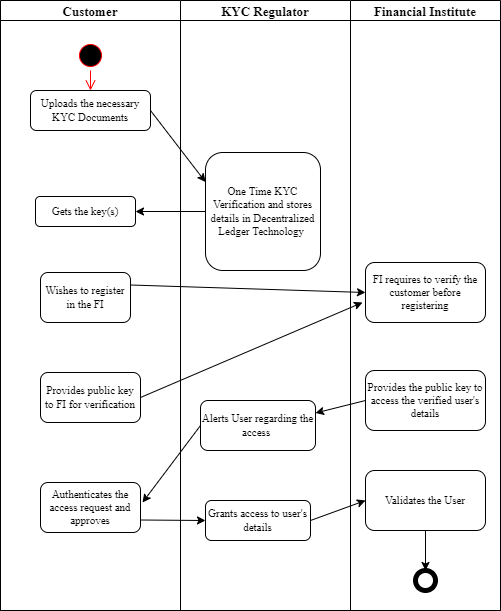 Customer
KYC Regulator
Financial Institute
Uploads the necessary
KYC Documents
One Time KYC
Verification and stores
details in Decentralized
Ledger Technology
Gets the key(s)
Wishes to register
in the FI
FI requires to verify the
customer before
registering
Provides public key
to FI for verification
Provides the public key to
access the verified user's
details
Alerts User regarding the
access
Authenticates the
access request and
approves
Grants access to user's
details
Validates the User